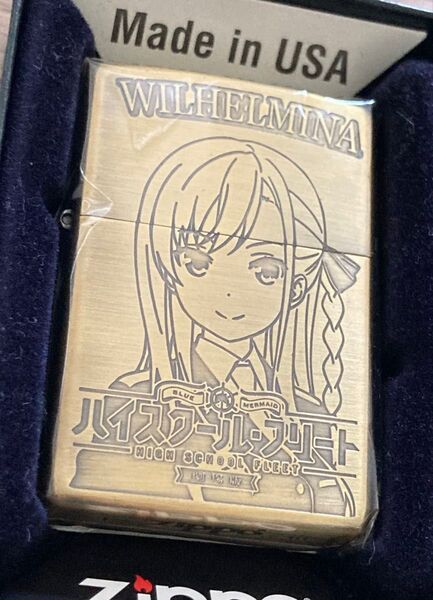 Made in USA
WILHELMINA
BLUE MERMAID
ハイスクール・フリート
HIGH SCHOOL FLEET
Zippo